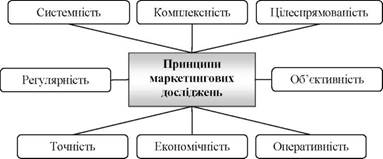 Системність
Комплексність
Цілеспрямованість
Принципи
маркетингових
досліджень
Регулярність
Об`єктивність
Точність
Економічність
Оперативність